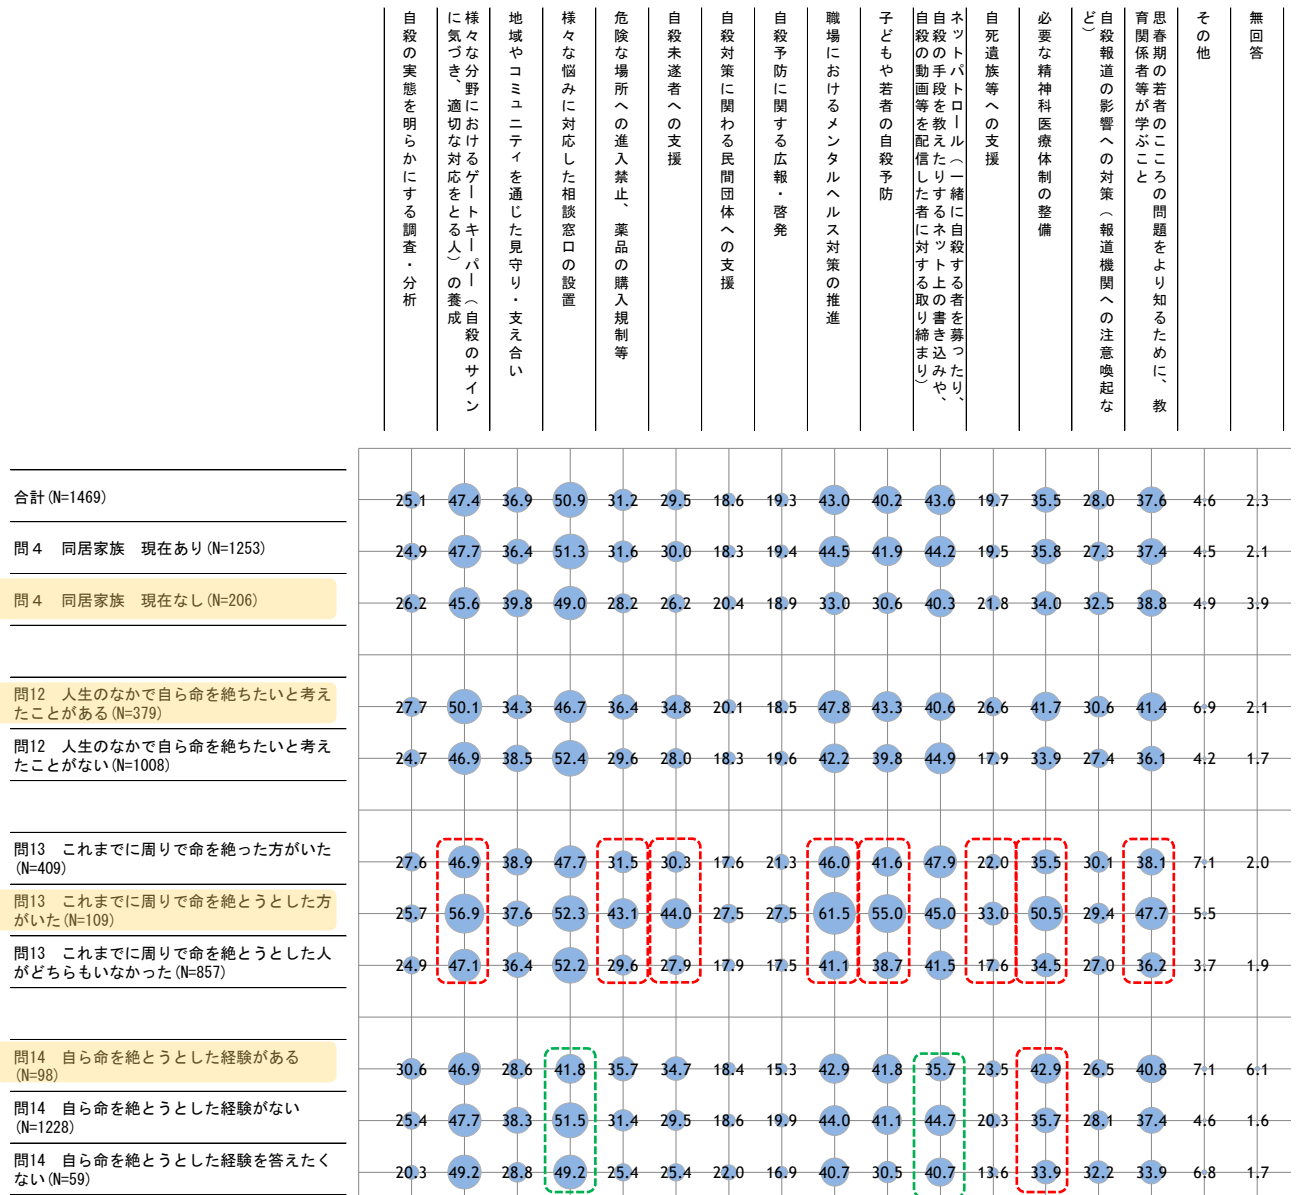 自殺の実態を明らかにする調査・分析
様々な分野におけるゲートキーパー（自殺のサイン
に気づき、適切な対応をとる人）の養成
地域やコミュニティを通じた見守り・支え合い
様々な悩みに対応した相談窓口の設置
危険な場所への進入禁止、薬品の購入規制等
自殺未遂者への支援
自殺対策に関わる民間団体への支援
自殺予防に関する広報・啓発
職場におけるメンタルヘルス対策の推進
子どもや若者の自殺予防
ネットパトロール（一緒に自殺する者を募ったり、
自殺の手段を教えたりするネット上の書き込みや、
自殺の動画等を配信した者に対する取り締まり）
自死遺族等への支援
必要な精神科医療体制の整備
自殺報道の影響への対策（報道機関への注意喚起な
ど）
思春期の若者のこころの問題をより知るために、教
育関係者等が学ぶこと
その他
無回答
合計(N=1469) 25.1 47.4 36.9 50.9 31.2 29.5 18.6 19.3 43.0 40.2 43.6 19.7 35.5 28.0 37.6 4.6 2.3
問4 同居家族 現在あり(N=1253) 24.9 47.7 36.4 51.3 31.6 30.0 18.3 19.4 44.5 41.9 44.2 19.5 35.8 27.3 37.4 4.5 2.1
問4 同居家族 現在なし(N=206) 26.2 45.6 39.8 49.0 28.2 26.2 20.4 18.9 33.0 30.6 40.3 21.8 34.0 32.5 38.8 4.9 3.9
問12 人生のなかで自ら命を絶ちたいと考え
たことがある(N=379) 27.7 50.1 34.3 46.7 36.4 34.8 20.1 18.5 47.8 43.3 40.6 26.6 41.7 30.6 41.4 6.9 2.1
問12 人生のなかで自ら命を絶ちたいと考え
たことがない(N=1008) 24.7 46.9 38.5 52.4 29.6 28.0 18.3 19.6 42.2 39.8 44.9 17.9 33.9 27.4 36.1 4.2 1.7
問13 これまでに周りで命を絶った方がいた
(N=409) 27.6 46.9 38.9 47.7 31.5 30.3 17.6 21.3 46.0 41.6 47.9 22.0 35.5 30.1 38.1 7.1 2.0
問13 これまでに周りで命を絶とうとした方
がいた(N=109) 25.7 56.9 37.6 52.3 43.1 44.0 27.5 27.5 61.5 55.0 45.0 33.0 50.5 29.4 47.7 5.5
問13 これまでに周りで命を絶とうとした人
がどちらもいなかった(N=857) 24.9 47.1 36.4 52.2 29.6 27.9 17.9 17.5 41.1 38.7 41.5 17.6 34.5 27.0 36.2 3.7 1.9
問14 自ら命を絶とうとした経験がある
(N=98) 30.6 46.9 28.6 41.8 35.7 34.7 18.4 15.3 42.9 41.8 35.7 23.5 42.9 26.5 40.8 7.1 6.1
問14 自ら命を絶とうとした経験がない
(N=1228) 25.4 47.7 38.3 51.5 31.4 29.5 18.6 19.9 44.0 41.1 44.7 20.3 35.7 28.1 37.4 4.6 1.6
問14 自ら命を絶とうとした経験を答えたく
ない(N=59) 20.3 49.2 28.8 49.2 25.4 25.4 22.0 16.9 40.7 30.5 40.7 13.6 33.9 32.2 33.9 6.8 1.7